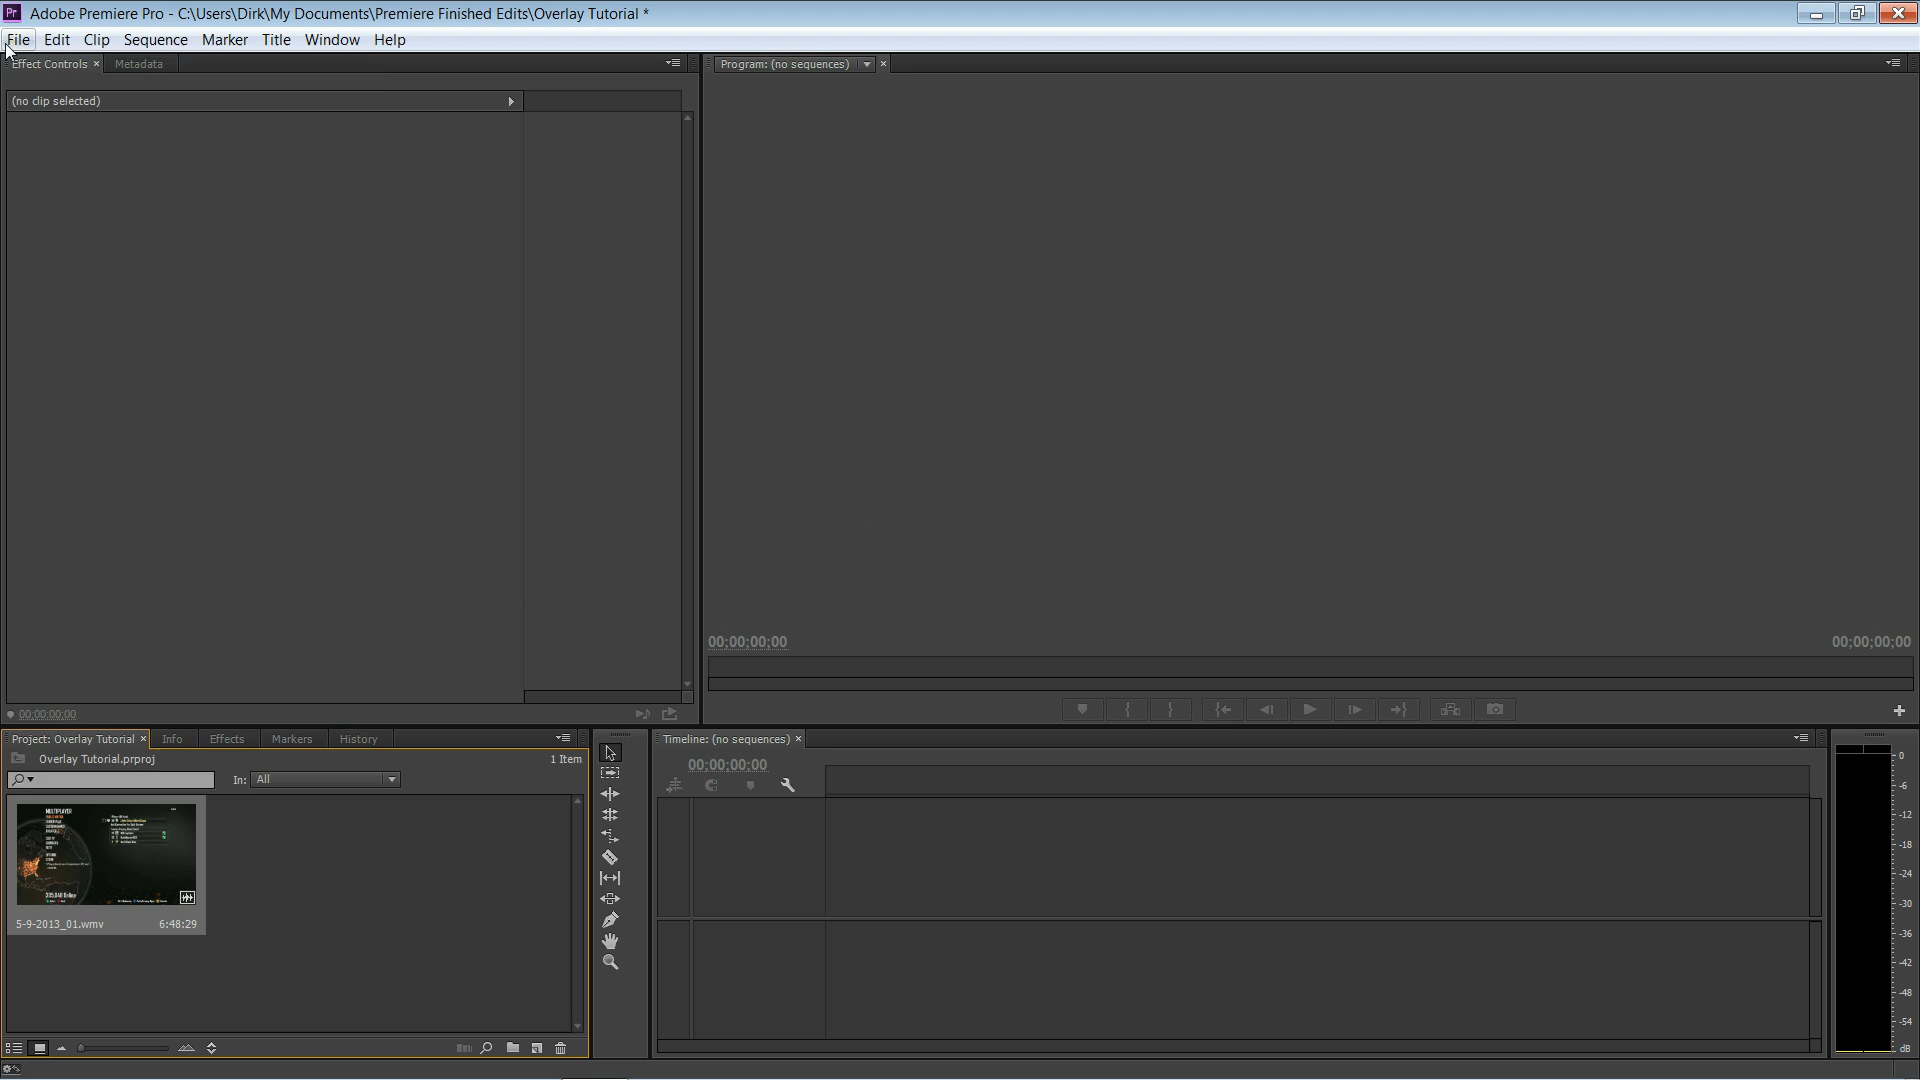 Adobe Premiere Pro - C:\Users\Dirk\My Documents\Premiere Finished Edits\Overlay Tutorial *
File Edit Clip Sequence Marker Title Window Help
Effect Controls Metadata
Program: (no sequences)
(no clip selected)
00;00;00;00
00;00;00;00
00;00;00;00
Project: Overlay Tutorial Info Effects Markers History
Overlay Tutorial.prproj
1 Item
In: All
MULTIPLAYER
5-9-2013_01.wmv
6:48:29
Timeline: (no sequences)
00;00;00;00
0
-6
-12
-18
-24
-30
-36
-42
-48
-54
dB